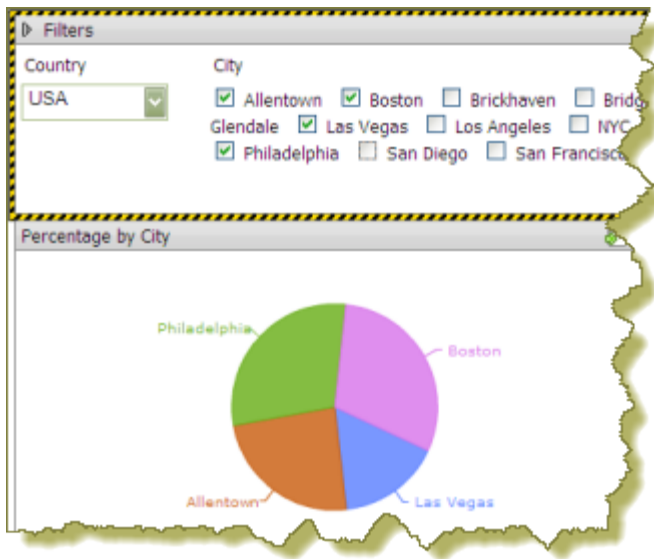 Filters
Country City
USA
Allentown Boston Brickhaven
Glendale Las Vegas Los Angeles NYC
Philadelphia San Diego San Francisco
Percentage by City
Philadelphia
Boston
Allentown
Las Vegas